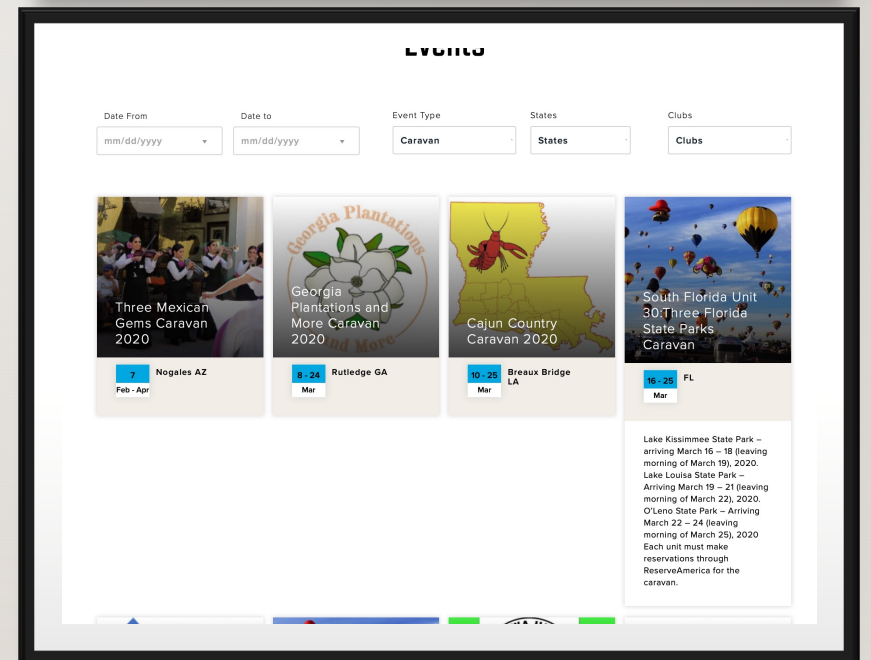 Events
Date From
Date to
Event Type
States
Clubs
mm/dd/yyyy
mm/dd/yyyy
Caravan
States
Clubs
Three Mexican
Gems Caravan
2020
7
Feb - Apr
Nogales AZ
Georgia Plantations
and More
Georgia
Plantations and
More Caravan
2020
8 - 24
Mar
Rutledge GA
Cajun Country
Caravan 2020
10 - 25
Mar
Breaux Bridge
LA
South Florida Unit
30:Three Florida
State Parks
Caravan
16 - 25
Mar
FL
Lake Kissimmee State Park –
arriving March 16 – 18 (leaving
morning of March 19), 2020.
Lake Louisa State Park –
Arriving March 19 – 21 (leaving
morning of March 22), 2020.
O'Leno State Park – Arriving
March 22 – 24 (leaving
morning of March 25), 2020
Each unit must make
reservations through
ReserveAmerica for the
caravan.